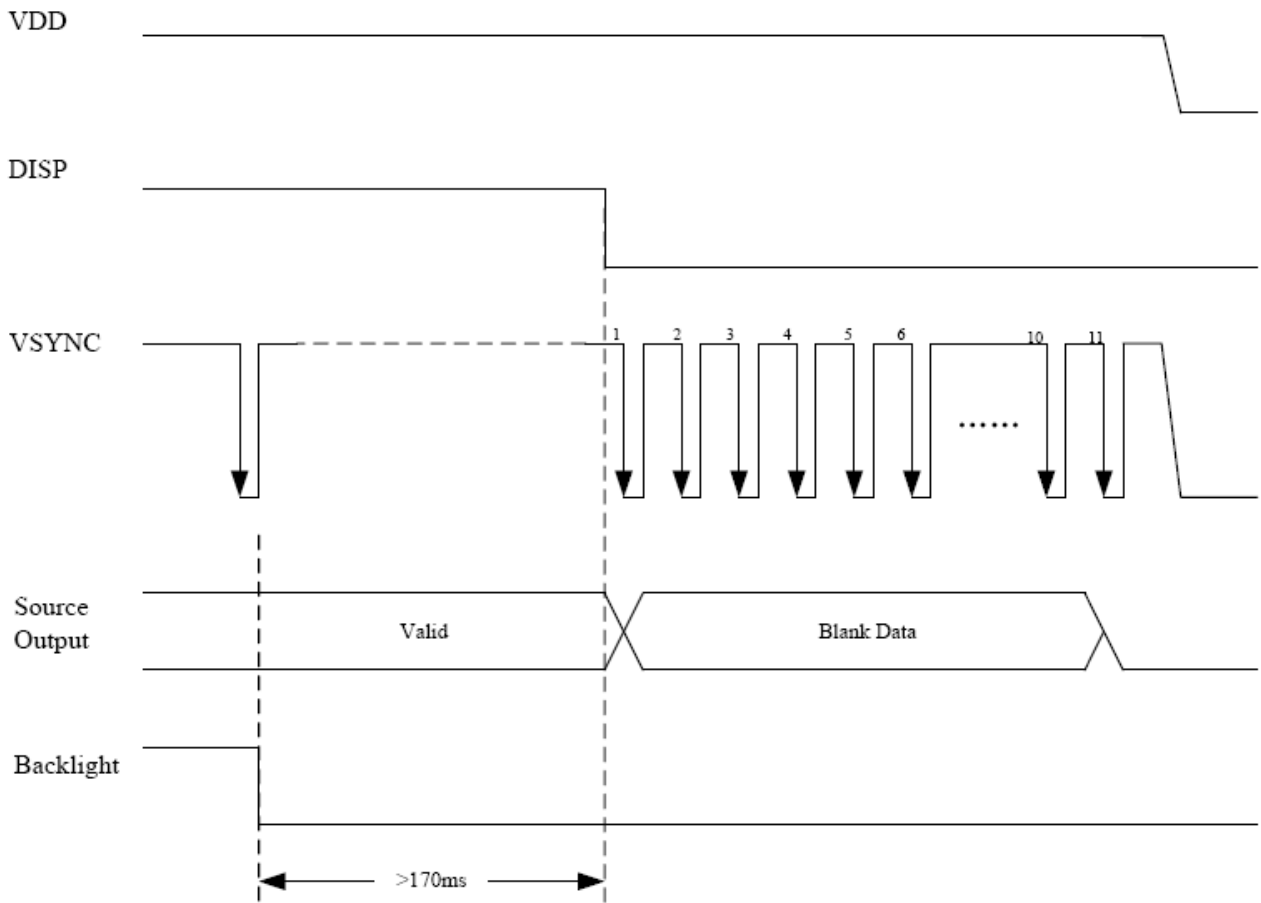 VDD
DISP
VSYNC
1 2 3 4 5 6 10 11
......
Source
Output
Valid
Blank Data
Backlight
>170ms